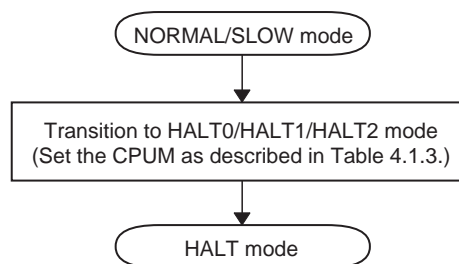 NORMAL/SLOW mode
Transition to HALT0/HALT1/HALT2 mode
(Set the CPUM as described in Table 4.1.3.)
HALT mode